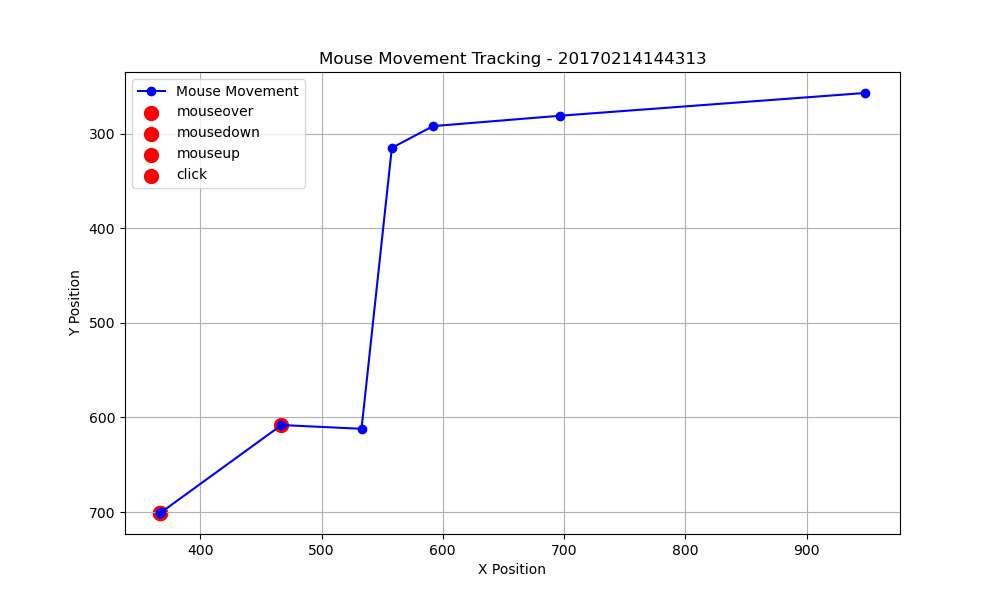 Mouse Movement Tracking - 20170214144313
Mouse Movement
mouseover
mousedown
mouseup
click
300
400
500
600
700
Y Position
400
500
600
700
800
900
X Position